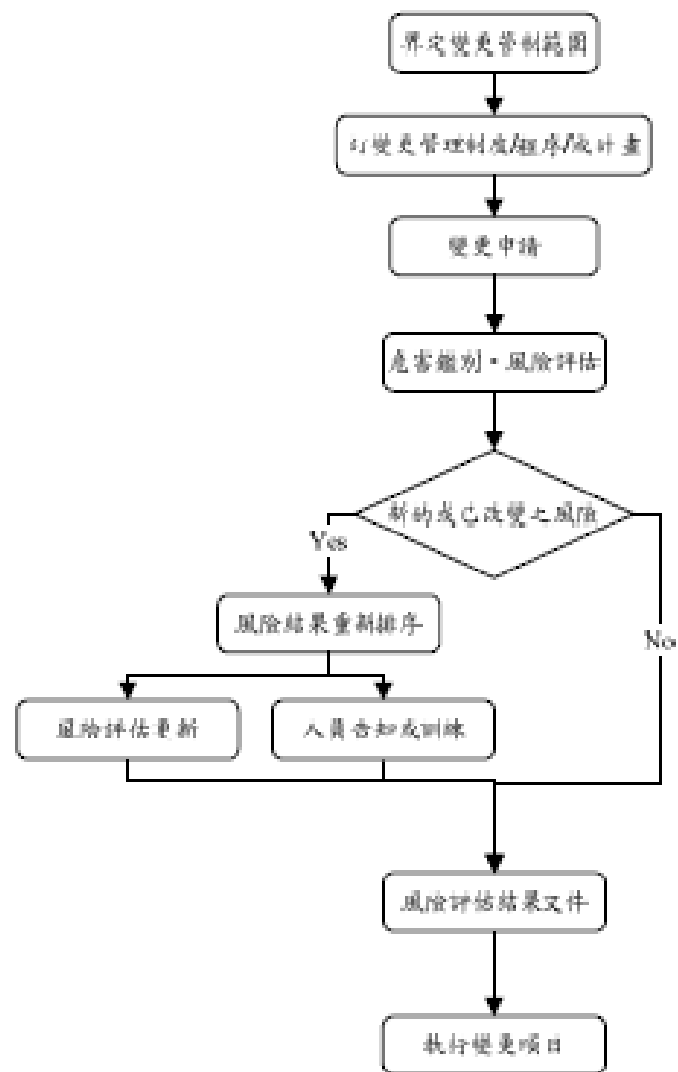 界定變更管制範圍
訂變更管理制度/程序/或計畫
變更申請
危害鑑別、風險評估
新的或已改變之風險
Yes
風險結果重新排序
No
風險評估更新
人員告知或訓練
風險評估結果文件
執行變更項目